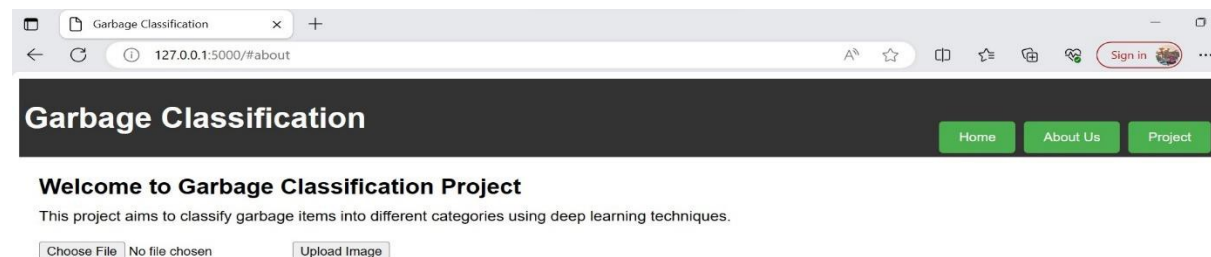 Garbage Classification
127.0.0.1:5000/#about
Sign in
Garbage Classification
Home About Us Project
Welcome to Garbage Classification Project
This project aims to classify garbage items into different categories using deep learning techniques.
Choose File No file chosen Upload Image